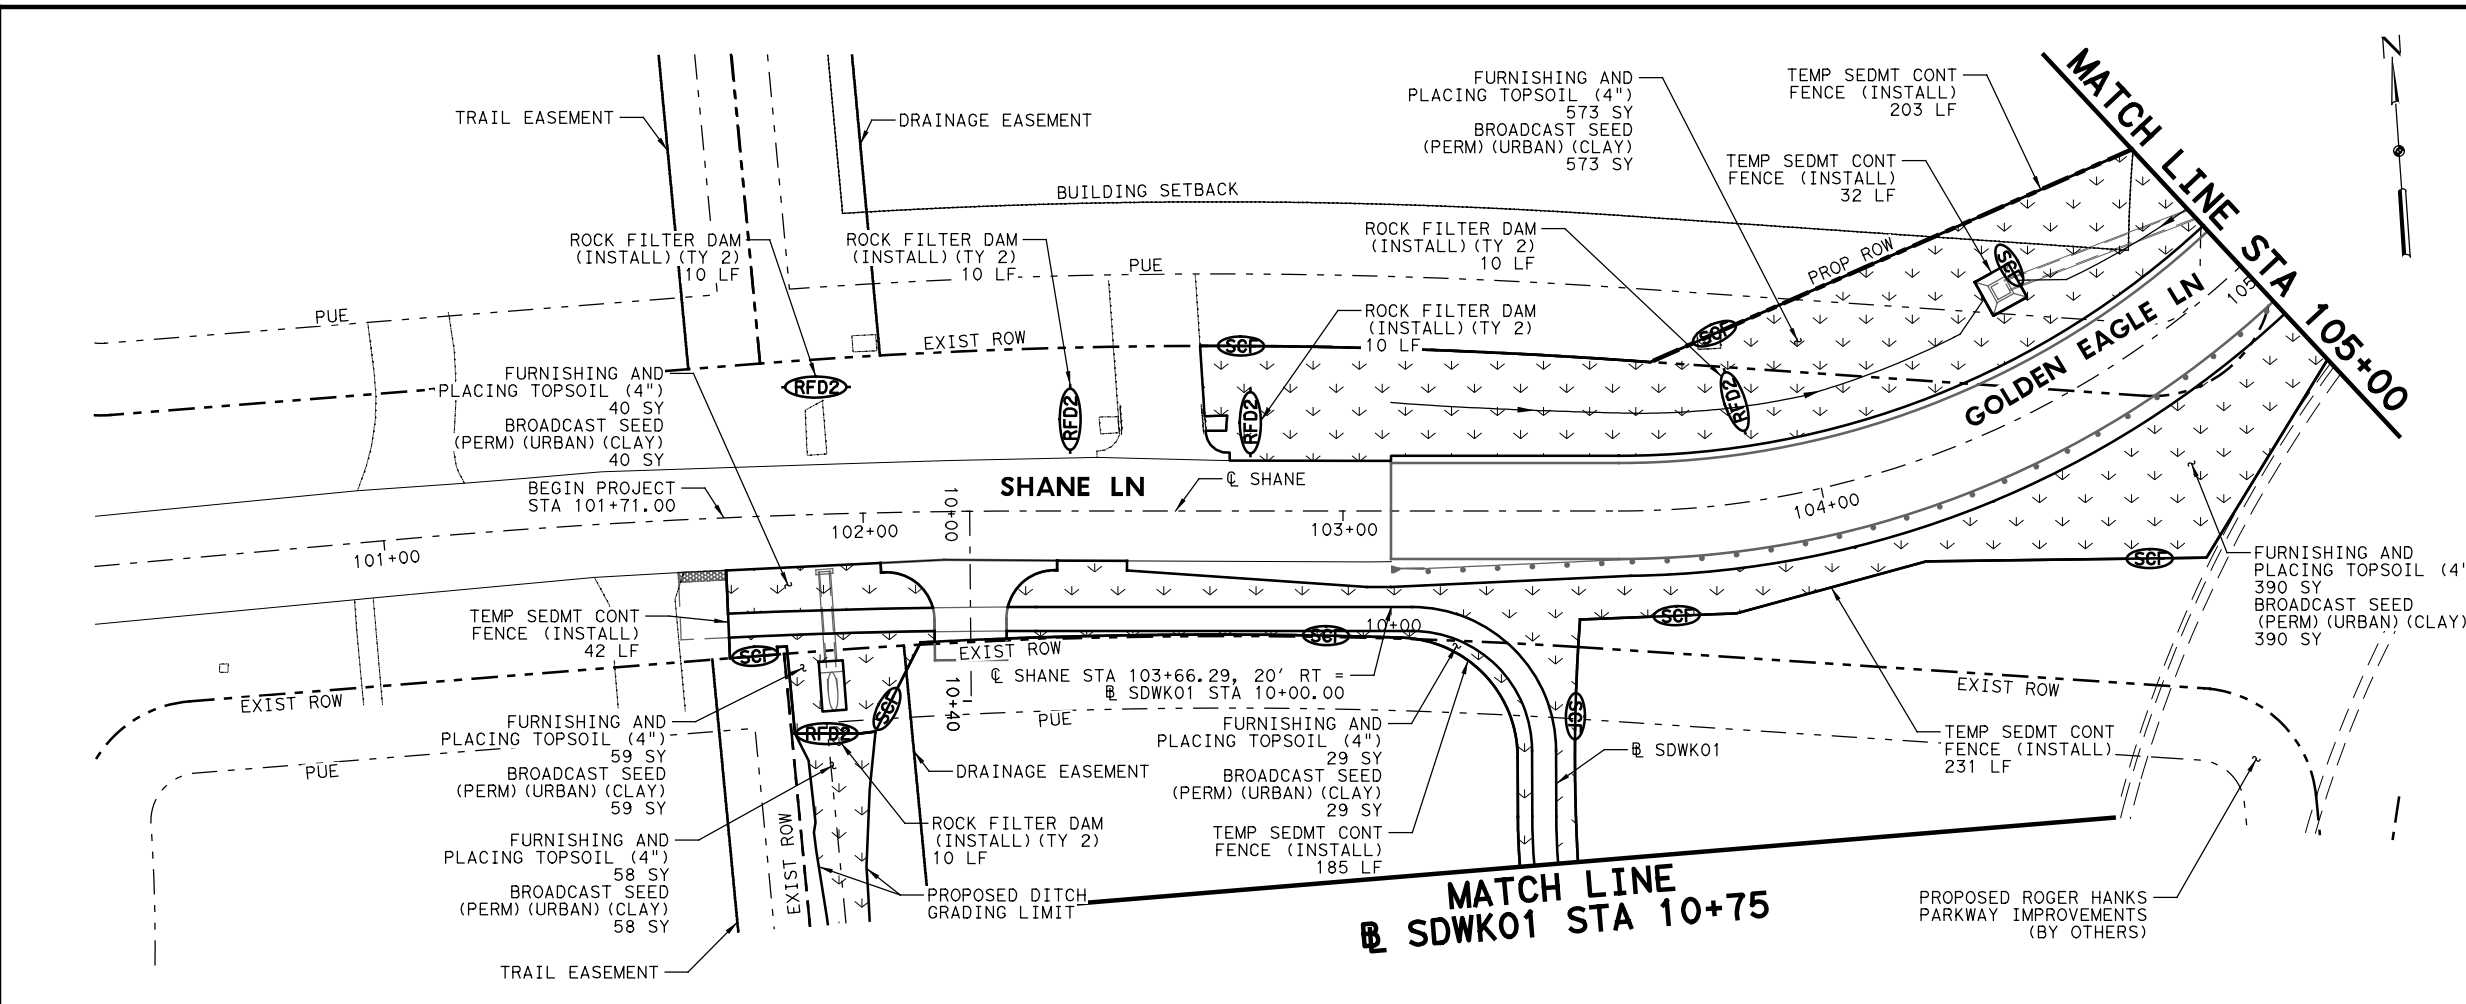 TRAIL EASEMENT
DRAINAGE EASEMENT
BUILDING SETBACK
FURNISHING AND
PLACING TOPSOIL (4")
573 SY
BROADCAST SEED
(PERM)(URBAN)(CLAY)
573 SY
TEMP SEDMT CONT
FENCE (INSTALL)
203 LF
TEMP SEDMT CONT
FENCE (INSTALL)
32 LF
MATCH LINE STA 105+00
N
ROCK FILTER DAM
(INSTALL)(TY 2)
10 LF
ROCK FILTER DAM
(INSTALL)(TY 2)
10 LF
PUE
ROCK FILTER DAM
(INSTALL)(TY 2)
10 LF
ROCK FILTER DAM
(INSTALL)(TY 2)
10 LF
PROP ROW
SCF
SCF
SCF
PUE
EXIST ROW
RFD2
RFD2
RFD2
RFD2
GOLDEN EAGLE LN
105
FURNISHING AND
PLACING TOPSOIL (4")
40 SY
BROADCAST SEED
(PERM)(URBAN)(CLAY)
40 SY
BEGIN PROJECT
STA 101+71.00
SHANE LN
℄ SHANE
101+00
102+00
10+00
103+00
104+00
TEMP SEDMT CONT
FENCE (INSTALL)
42 LF
SCF
SCF
SCF
SCF
SCF
SCF
10+00
EXIST ROW
℄ SHANE STA 103+66.29, 20' RT =
BL SDWK01 STA 10+00.00
10+40
PUE
EXIST ROW
PUE
EXIST ROW
FURNISHING AND
PLACING TOPSOIL (4"
390 SY
BROADCAST SEED
(PERM)(URBAN)(CLAY)
390 SY
FURNISHING AND
PLACING TOPSOIL (4")
59 SY
BROADCAST SEED
(PERM)(URBAN)(CLAY)
59 SY
RFD2
DRAINAGE EASEMENT
FURNISHING AND
PLACING TOPSOIL (4")
29 SY
BROADCAST SEED
(PERM)(URBAN)(CLAY)
29 SY
BL SDWK01
TEMP SEDMT CONT
FENCE (INSTALL)
231 LF
FURNISHING AND
PLACING TOPSOIL (4")
58 SY
BROADCAST SEED
(PERM)(URBAN)(CLAY)
58 SY
EXIST ROW
ROCK FILTER DAM
(INSTALL)(TY 2)
10 LF
TEMP SEDMT CONT
FENCE (INSTALL)
185 LF
PROPOSED DITCH
GRADING LIMIT
MATCH LINE
BL SDWK01 STA 10+75
PROPOSED ROGER HANKS
PARKWAY IMPROVEMENTS
(BY OTHERS)
TRAIL EASEMENT